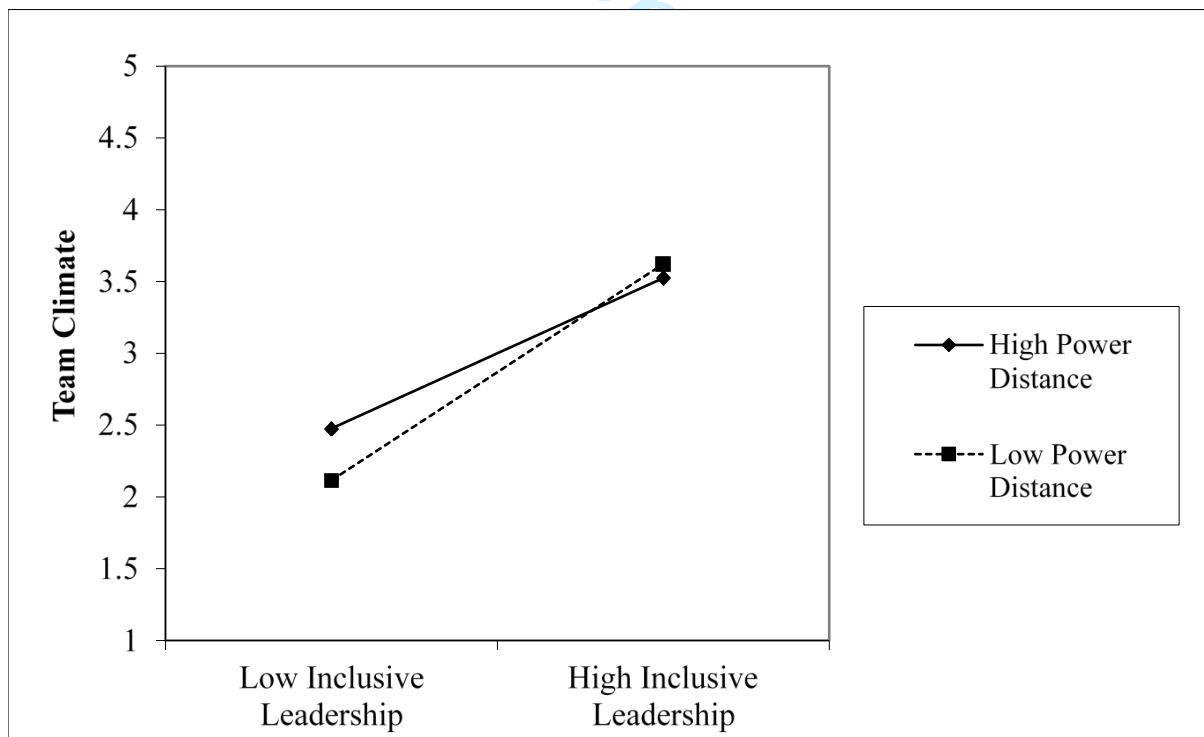 5
4.5
4
3.5
3
2.5
2
1.5
1
Team Climate
Low Inclusive
Leadership
High Inclusive
Leadership
High Power
Distance
Low Power
Distance